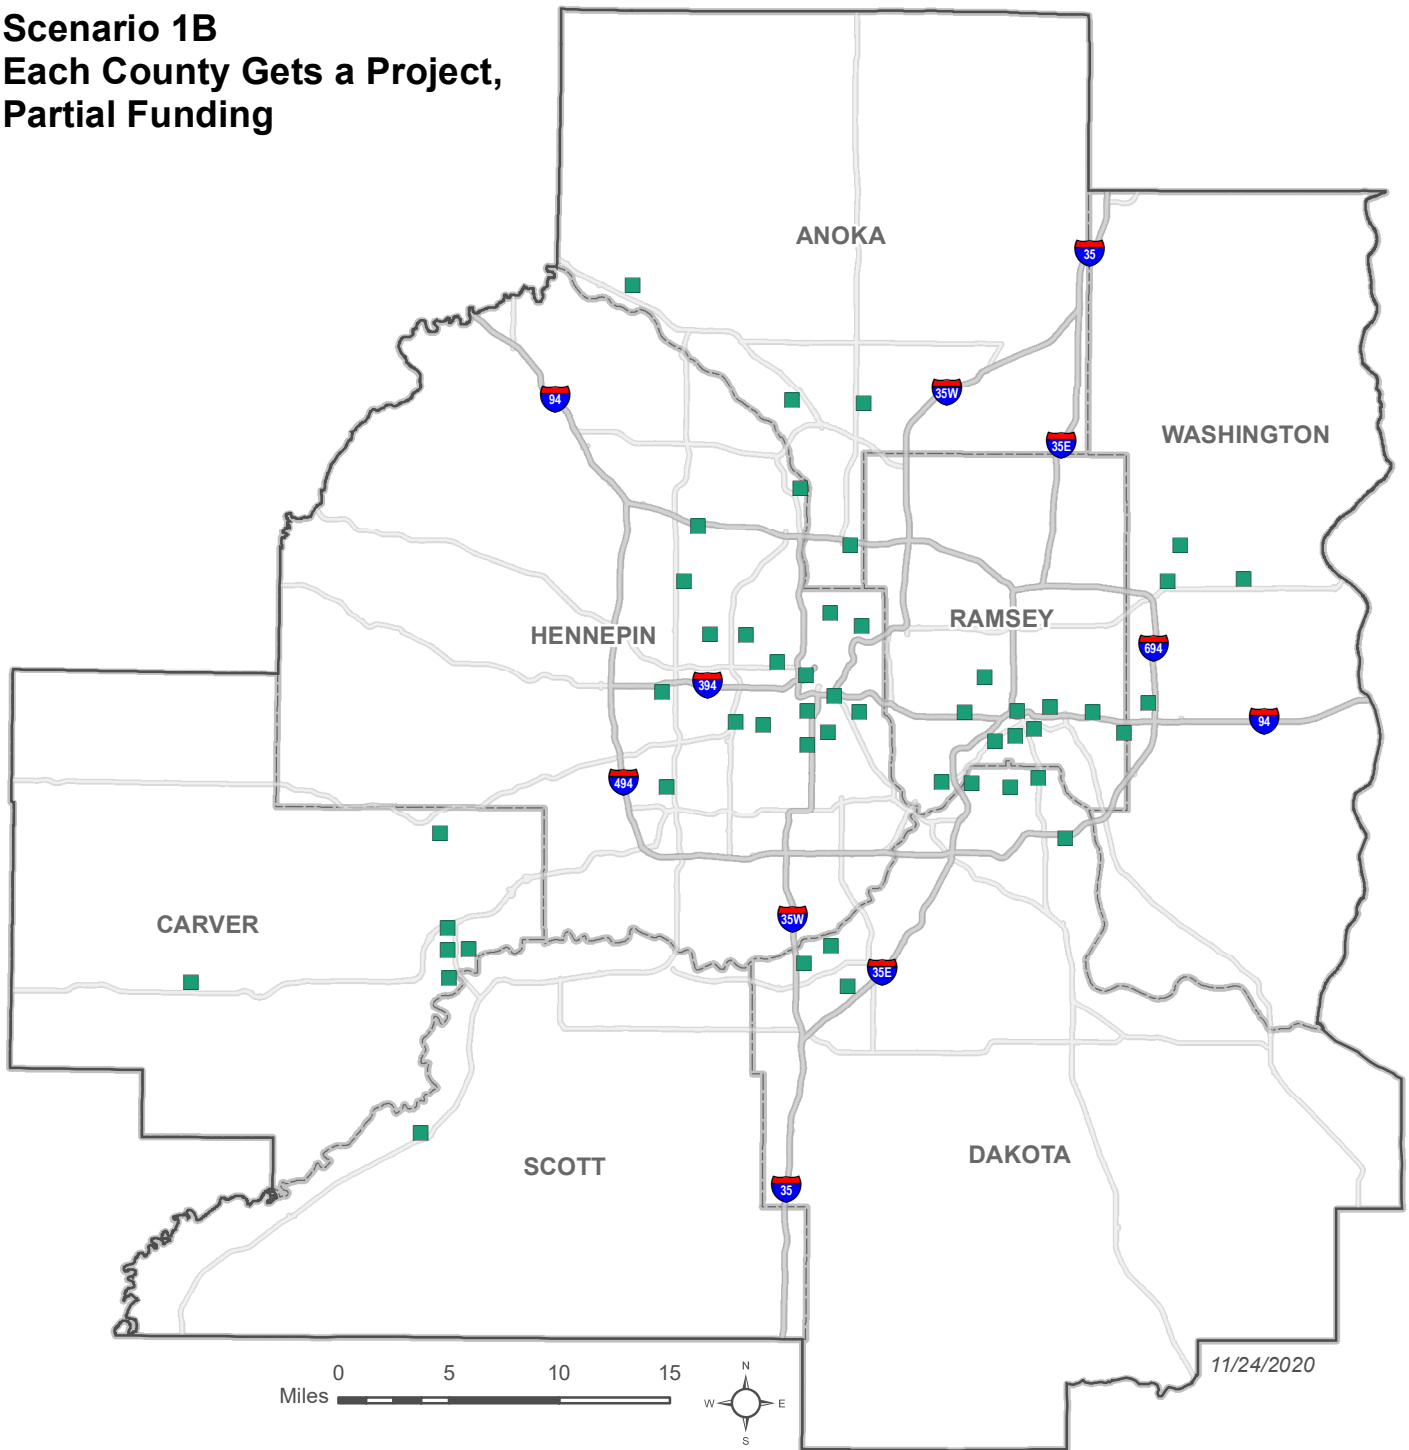 Scenario 1B
Each County Gets a Project,
Partial Funding
ANOKA
35
94
35W
35E
WASHINGTON
HENNEPIN
RAMSEY
694
394
94
494
CARVER
35W
35E
SCOTT
DAKOTA
35
11/24/2020
0 5 10 15
Miles
N
W E
S